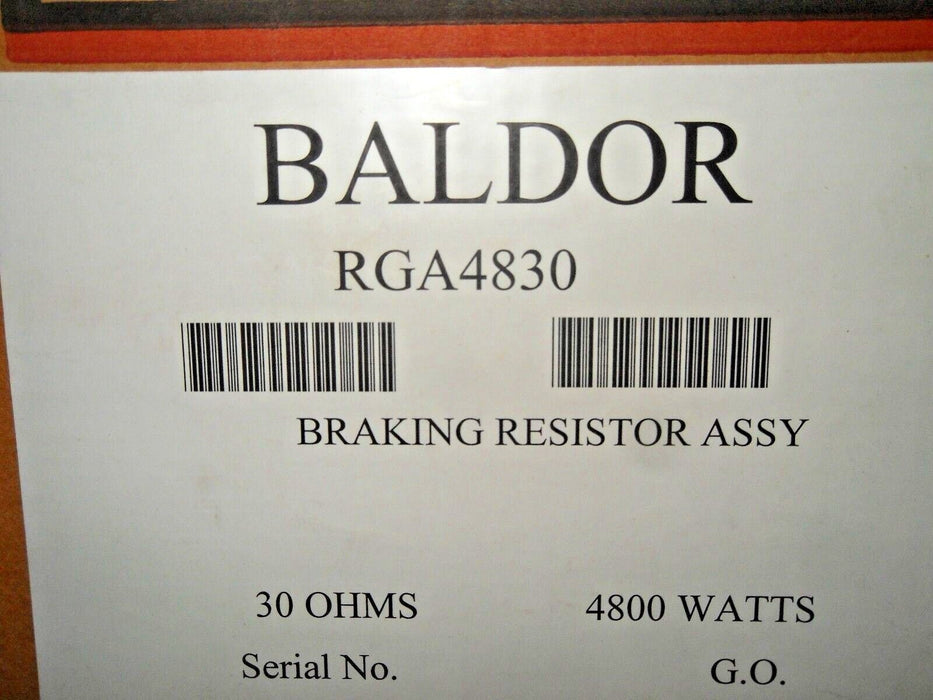 BALDOR
RGA4830
BRAKING RESISTOR ASSY
30 OHMS 4800 WATTS
Serial No. G.O.